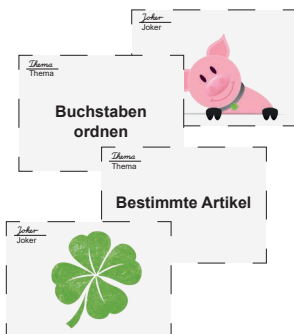 Joker
Joker
Thema
Thema
Buchstaben
ordnen
Thema
Thema
Bestimmte Artikel
Joker
Joker